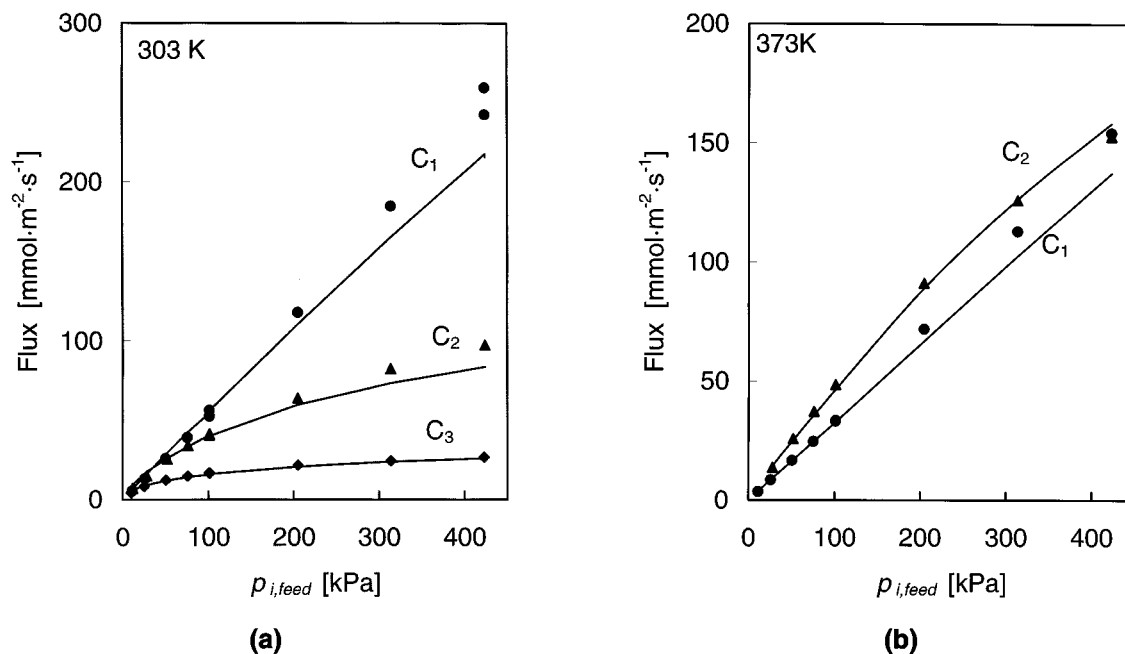 300
303 K
C₁
200
Flux [mmol·m⁻²·s⁻¹]
C₂
100
C₃
0
0 100 200 300 400
p i,feed [kPa]
(a)
200
373K
150
C₂
Flux [mmol·m⁻²·s⁻¹]
100
C₁
50
0
0 100 200 300 400
p i,feed [kPa]
(b)